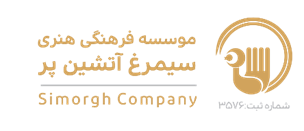 موسسه فرهنگی هنری
سیمرغ آتشین پر
Simorgh Company
شماره ثبت:۳۵۷۶